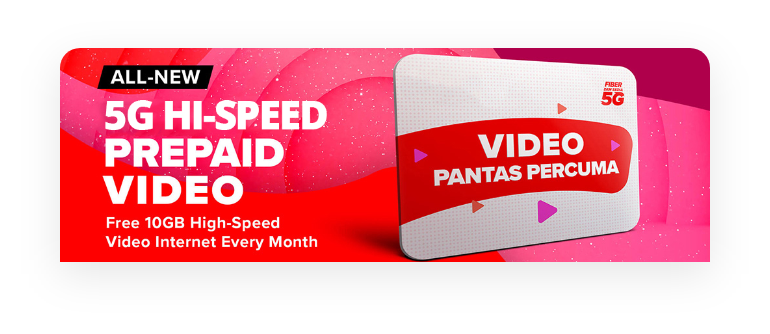 ALL-NEW
5G HI-SPEED
PREPAID
VIDEO
Free 10GB High-Speed
Video Internet Every Month
FIBER
5G
VIDEO
PANTAS PERCUMA